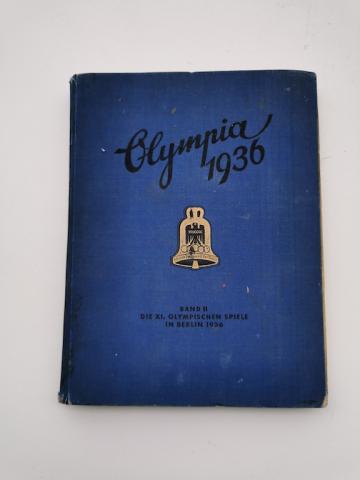 Olympia
1936
BAND II
DIE XI. OLYMPISCHEN SPIELE
IN BERLIN 1936